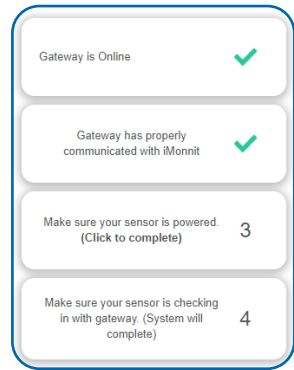 Gateway is Online
Gateway has properly
communicated with iMonnit
Make sure your sensor is powered.
(Click to complete)
3
Make sure your sensor is checking
in with gateway. (System will
complete)
4